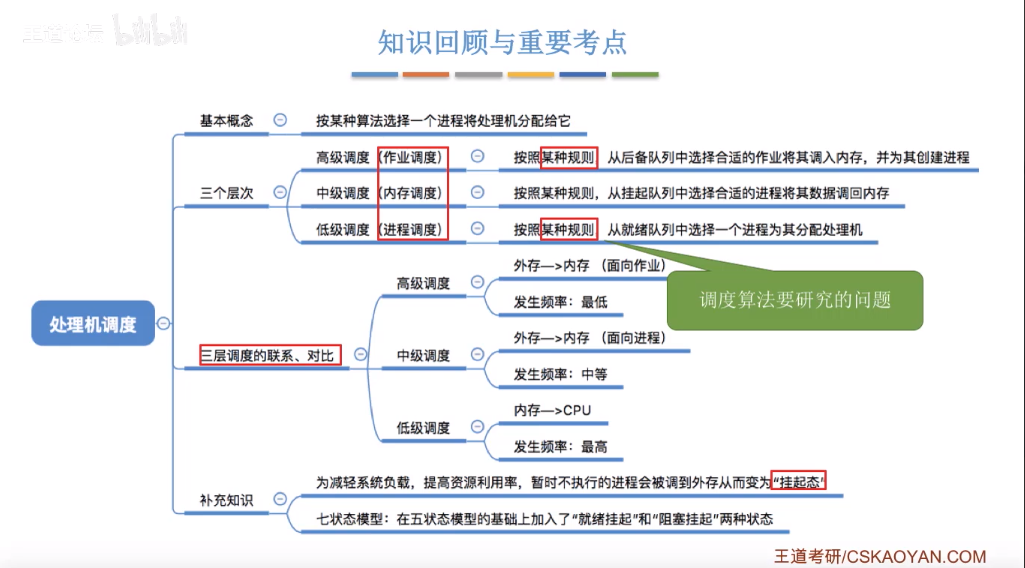 王道论坛 bilibili
知识回顾与重要考点
基本概念
按某种算法选择一个进程将处理机分配给它
高级调度（作业调度）
按照某种规则，从后备队列中选择合适的作业将其调入内存，并为其创建进程
三个层次
中级调度（内存调度）
按照某种规则，从挂起队列中选择合适的进程将其数据调回内存
低级调度（进程调度）
按照某种规则，从就绪队列中选择一个进程为其分配处理机
调度算法要研究的问题
处理机调度
三层调度的联系、对比
高级调度
外存—>内存 （面向作业）
发生频率：最低
中级调度
外存—>内存 （面向进程）
发生频率：中等
低级调度
内存—>CPU
发生频率：最高
补充知识
为减轻系统负载，提高资源利用率，暂时不执行的进程会被调到外存从而变为“挂起态”
七状态模型：在五状态模型的基础上加入了“就绪挂起”和“阻塞挂起”两种状态
王道考研/CSKAOYAN.COM